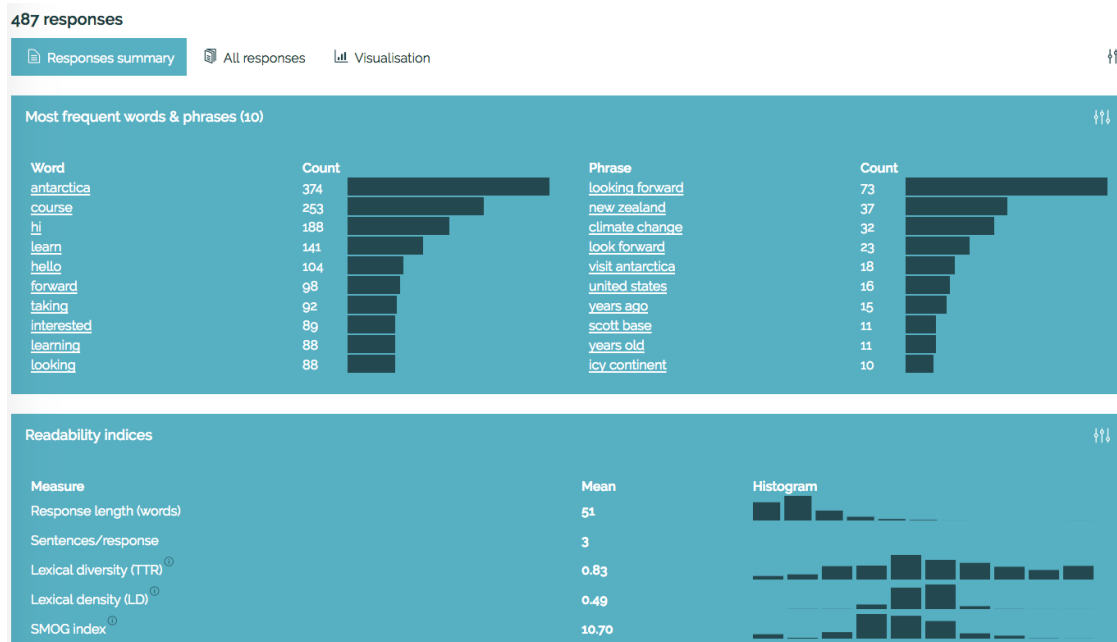 487 responses
Responses summary All responses Visualisation
Most frequent words & phrases (10)
Word Count Phrase Count
antarctica 374 looking forward 73
course 253 new zealand 37
hi 188 climate change 32
learn 141 look forward 23
hello 104 visit antarctica 18
forward 98 united states 16
taking 92 years ago 15
interested 89 scott base 11
learning 88 years old 11
looking 88 icy continent 10
Readability indices
Measure Mean Histogram
Response length (words) 51
Sentences/response 3
Lexical diversity (TTR) 0.83
Lexical density (LD) 0.49
SMOG index 10.70